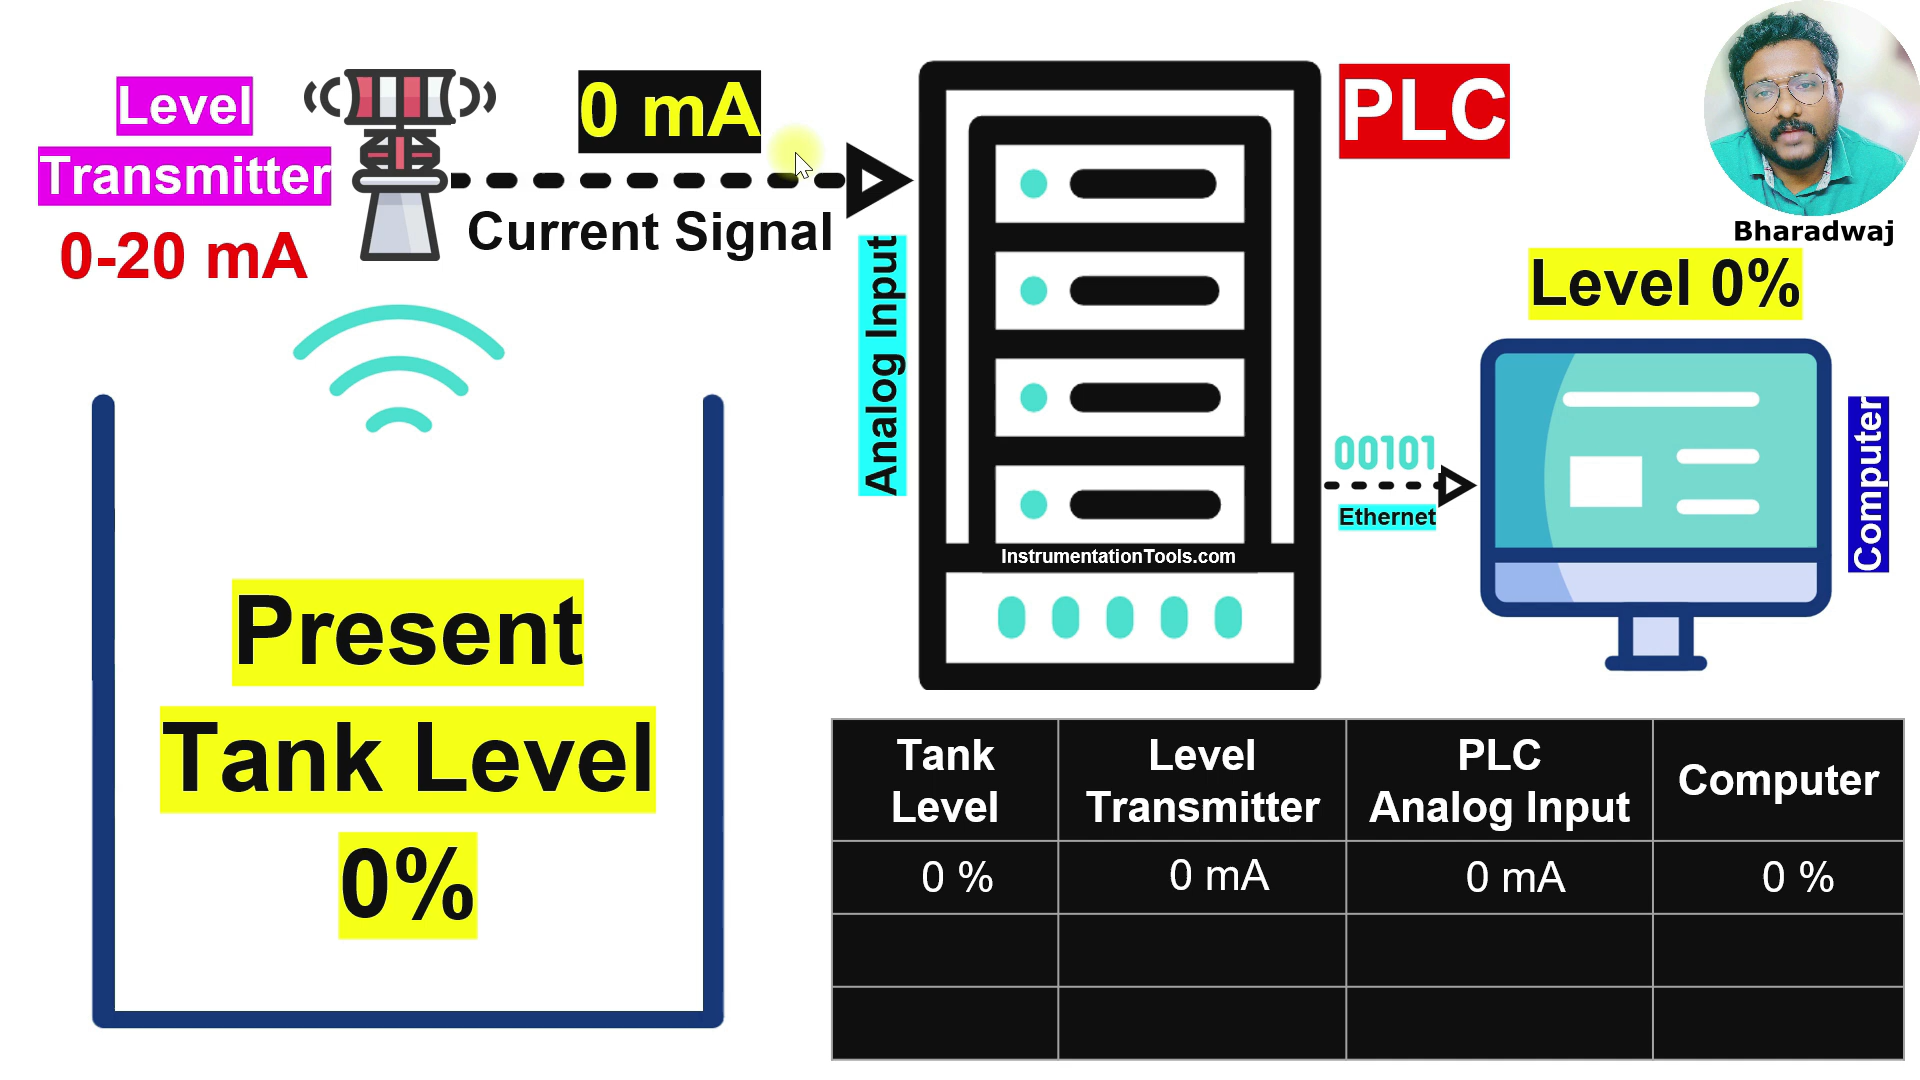 Level
Transmitter
0-20 mA
0 mA
Current Signal
Analog Input
PLC
InstrumentationTools.com
00101
Ethernet
Bharadwaj
Level 0%
Computer
Present
Tank Level
0%
Tank Level
Level Transmitter
PLC Analog Input
Computer
0 %
0 mA
0 mA
0 %